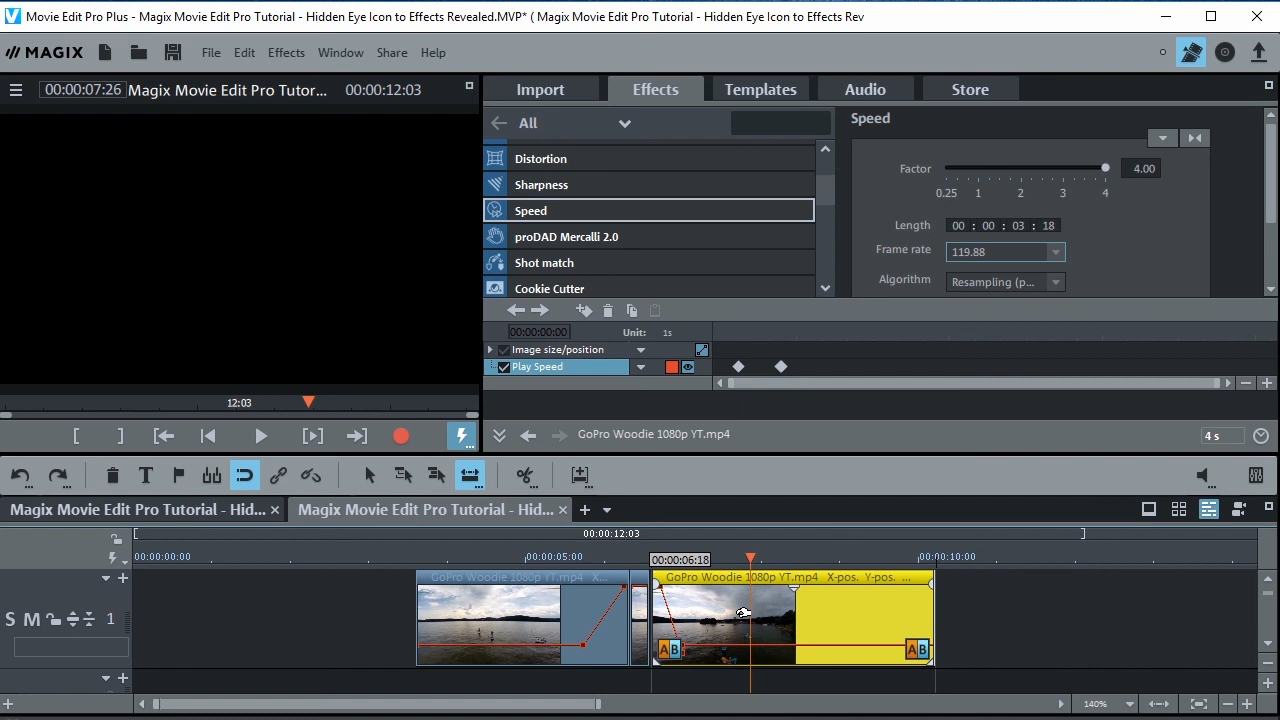 Movie Edit Pro Plus - Magix Movie Edit Pro Tutorial - Hidden Eye Icon to Effects Revealed.MVP* ( Magix Movie Edit Pro Tutorial - Hidden Eye Icon to Effects Rev
MAGIX File Edit Effects Window Share Help
00:00:07:26 Magix Movie Edit Pro Tutor... 00:00:12:03
Import Effects Templates Audio Store
All
Speed
Distortion
Factor 4.00
Sharpness
0.25 1 2 3 4
Speed
Length 00 : 00 : 03 : 18
proDAD Mercalli 2.0
Frame rate 119.88
Shot match
Algorithm Resampling (p...
Cookie Cutter
00:00:00:00 Unit: 1s
Image size/position
Play Speed
12:03
GoPro Woodie 1080p YT.mp4 4 s
Magix Movie Edit Pro Tutorial - Hid... Magix Movie Edit Pro Tutorial - Hid...
00:00:12:03
00:00:00:00 00:00:05:00 00:00:06:18 00:00:10:00
GoPro Woodie 1080p YT.mp4 X... GoPro Woodie 1080p YT.mp4 X-pos. Y-pos. ...
S M 1
AB AB
140%